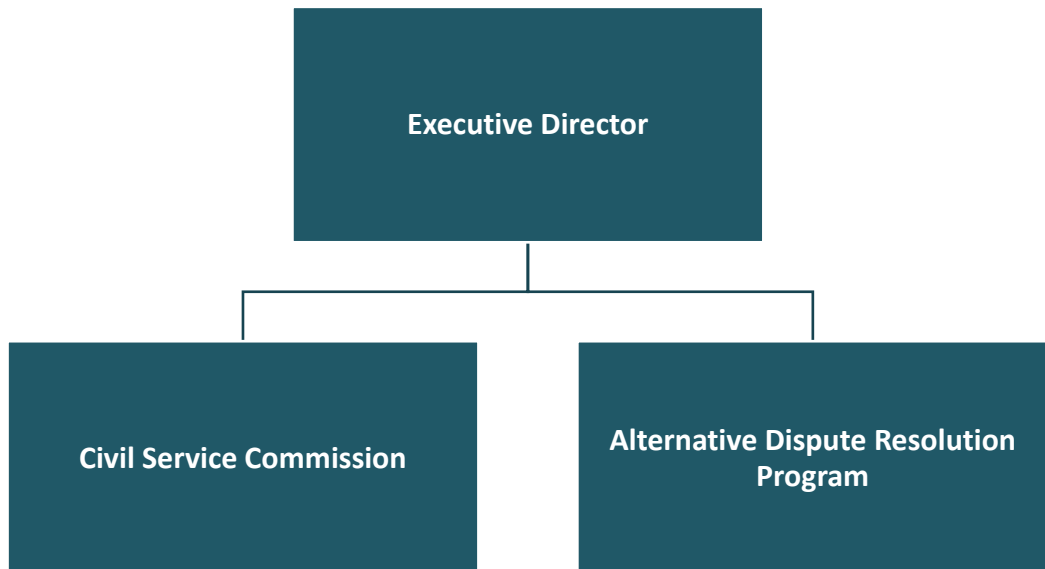 Executive Director
Civil Service Commission
Alternative Dispute Resolution
Program